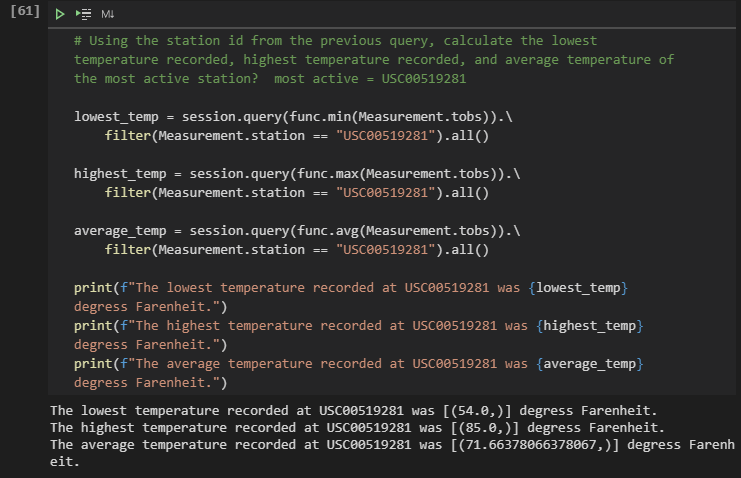 [61]
M↓
# Using the station id from the previous query, calculate the lowest
temperature recorded, highest temperature recorded, and average temperature of
the most active station?  most active = USC00519281
lowest_temp = session.query(func.min(Measurement.tobs)).\
    filter(Measurement.station == "USC00519281").all()
highest_temp = session.query(func.max(Measurement.tobs)).\
    filter(Measurement.station == "USC00519281").all()
average_temp = session.query(func.avg(Measurement.tobs)).\
    filter(Measurement.station == "USC00519281").all()
print(f"The lowest temperature recorded at USC00519281 was {lowest_temp}
degress Farenheit.")
print(f"The highest temperature recorded at USC00519281 was {highest_temp}
degress Farenheit.")
print(f"The average temperature recorded at USC00519281 was {average_temp}
degress Farenheit.")
The lowest temperature recorded at USC00519281 was [(54.0,)] degress Farenheit.
The highest temperature recorded at USC00519281 was [(85.0,)] degress Farenheit.
The average temperature recorded at USC00519281 was [(71.66378066378067,)] degress Farenh
eit.